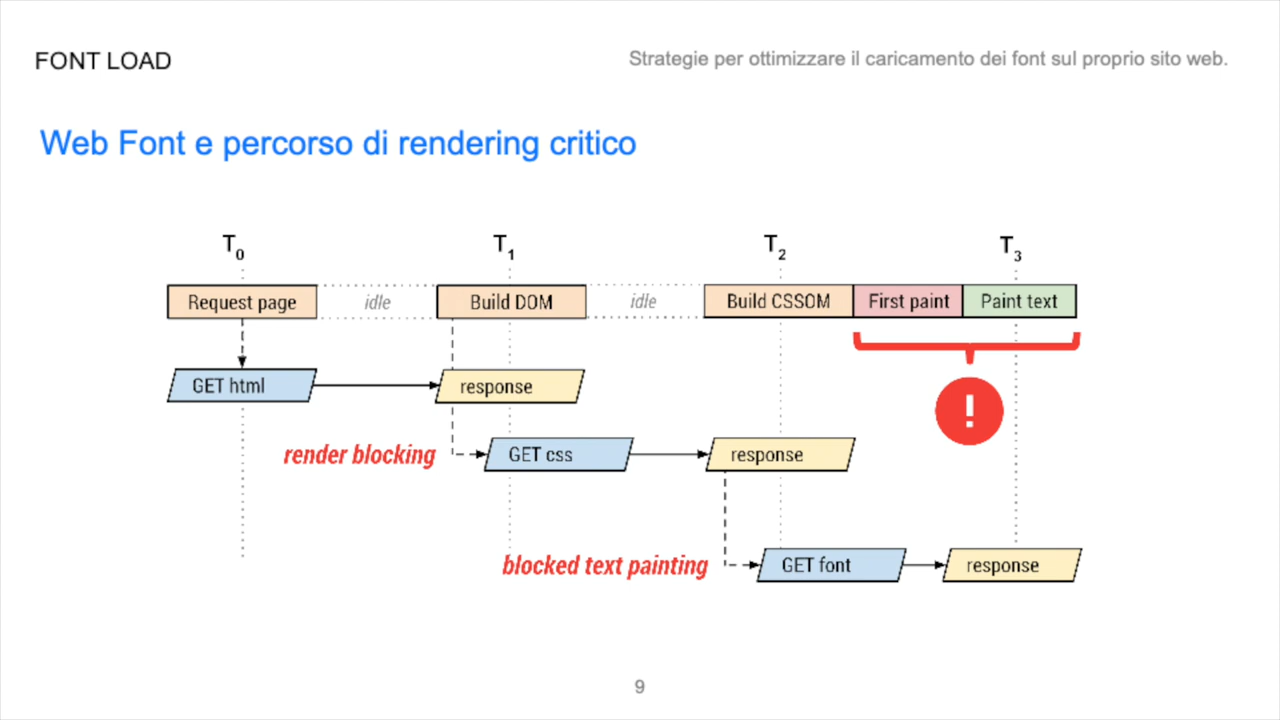 FONT LOAD
Strategie per ottimizzare il caricamento dei font sul proprio sito web.
Web Font e percorso di rendering critico
T0 T1 T2 T3
Request page idle Build DOM idle Build CSSOM First paint Paint text
GET html response
!
render blocking GET css response
blocked text painting GET font response
9